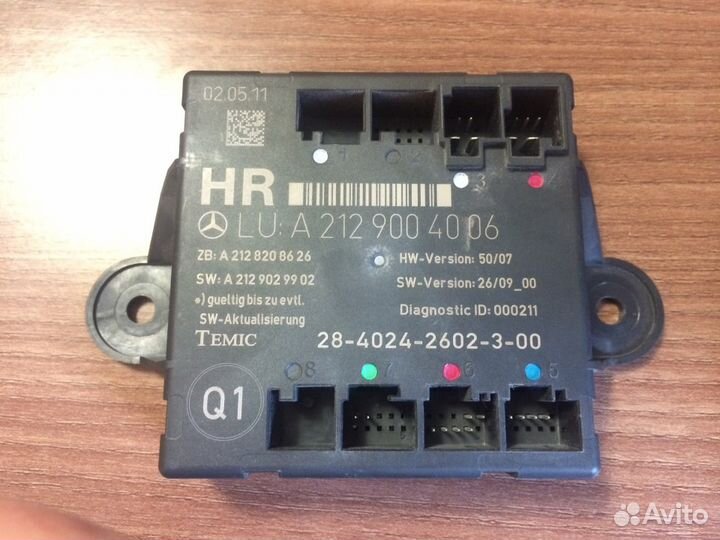 02.05.11
1 2 3 4
HR
LU: A 212 900 40 06
ZB: A 212 820 86 26
HW-Version: 50/07
SW: A 212 902 99 02
SW-Version: 26/09_00
*) gueltig bis zu evtl.
SW-Aktualisierung
Diagnostic ID: 000211
TEMIC
28-4024-2602-3-00
8 7 6 5
Q1
Avito